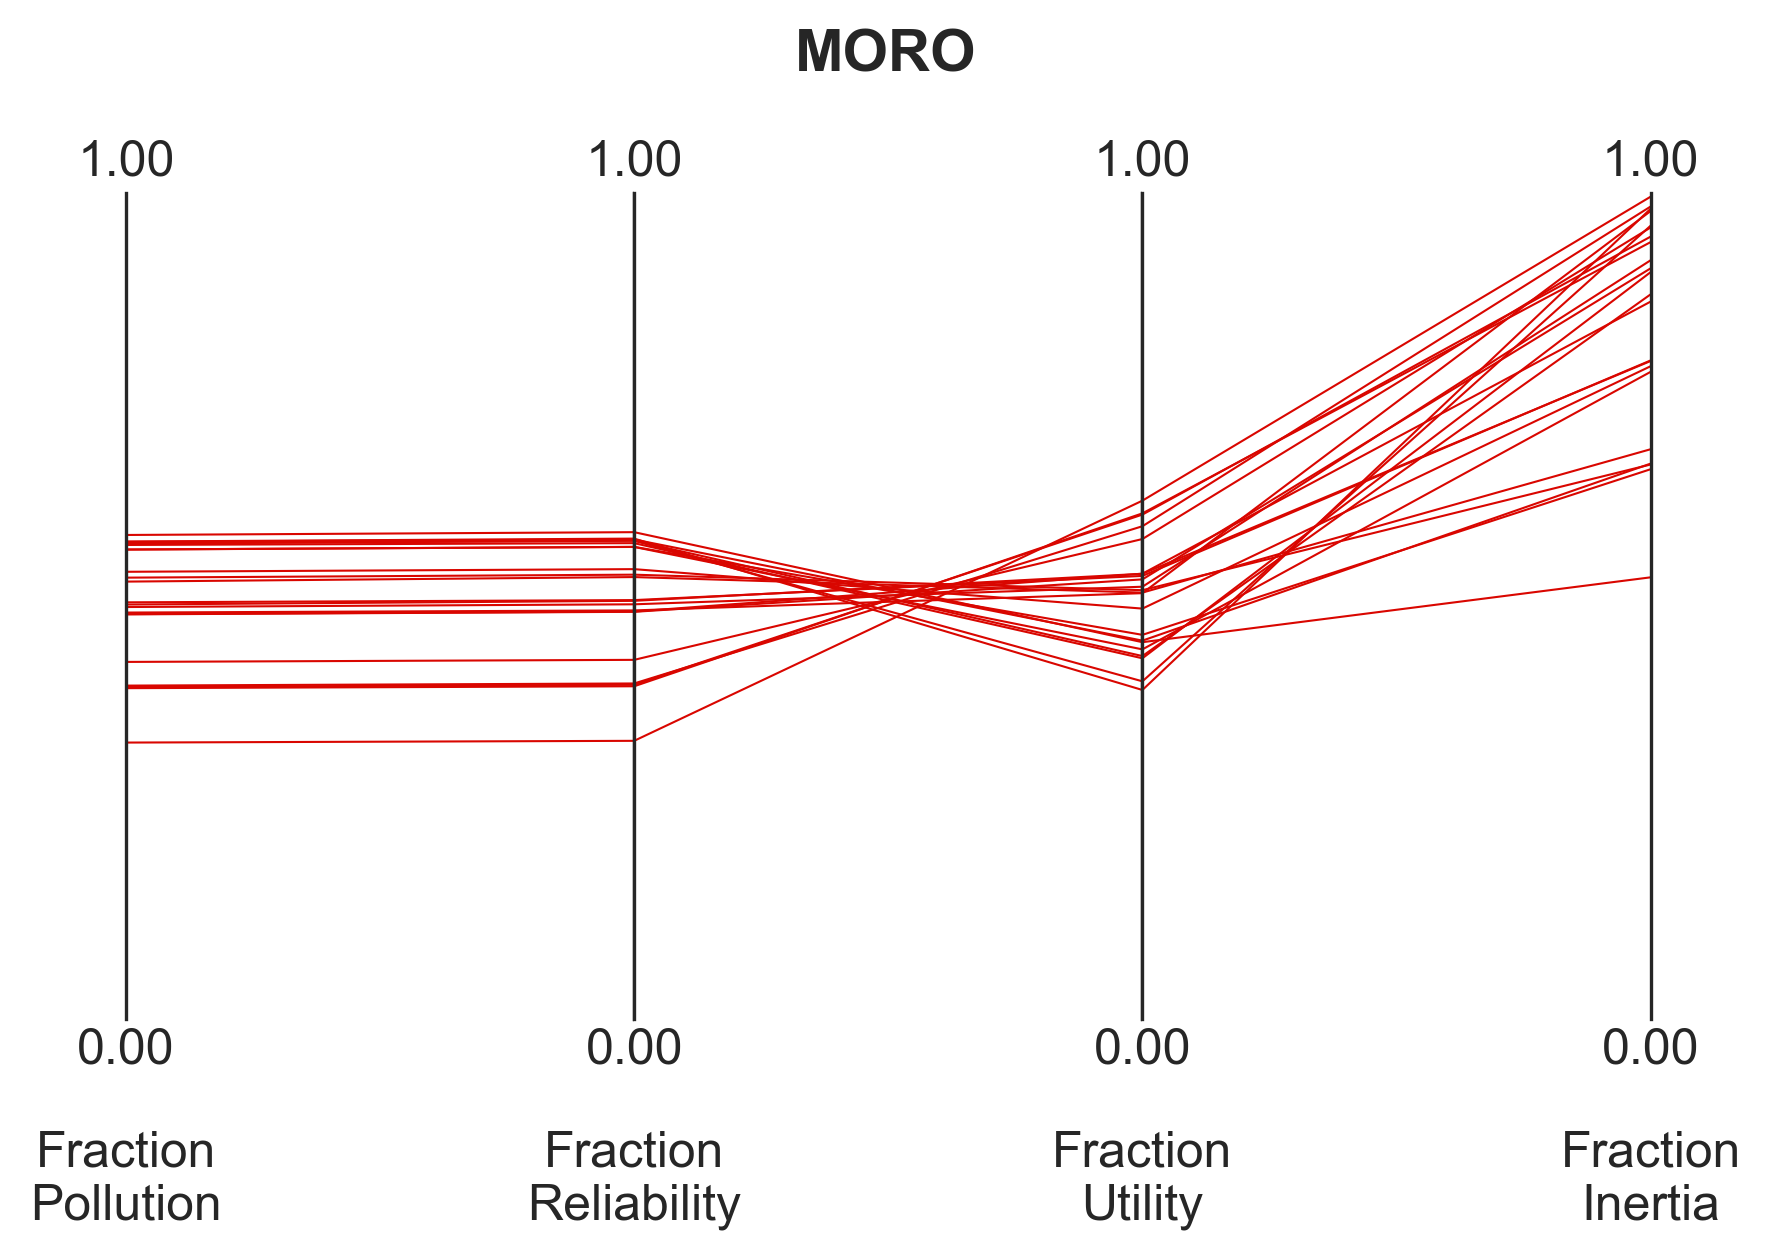 MORO
1.00 1.00 1.00 1.00
0.00 0.00 0.00 0.00
Fraction Fraction Fraction Fraction
Pollution Reliability Utility Inertia